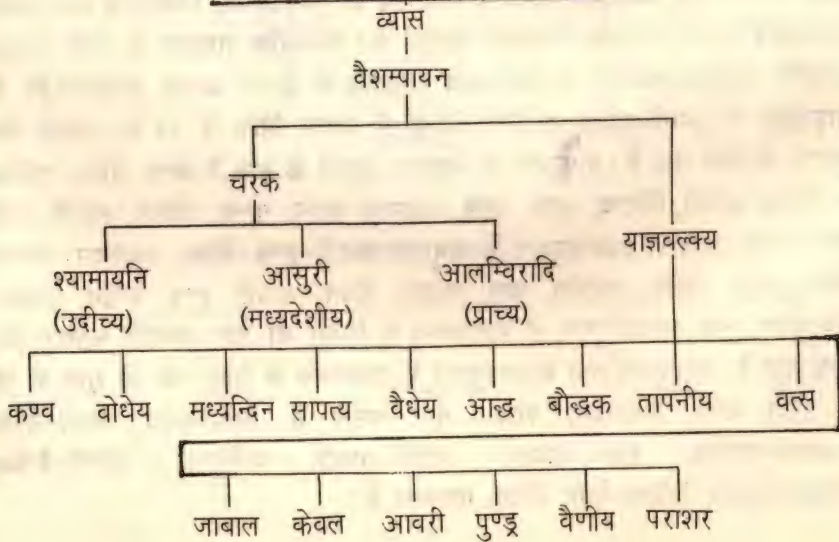 व्यास
वैशम्पायन
चरक
याज्ञवल्क्य
श्यामायनि आसुरी आलम्विरादि
(उदीच्य) (मध्यदेशीय) (प्राच्य)
कण्व वोधेय मध्यन्दिन सापत्य वैधेय आद्ध बौद्धक तापनीय वत्स
जाबाल केवल आवरी पुण्ड्र वैणीय पराशर